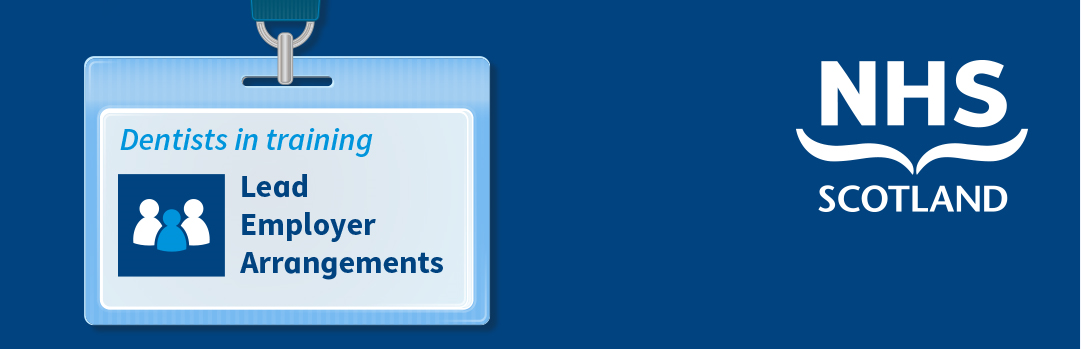 Dentists in training
Lead
Employer
Arrangements
NHS
SCOTLAND